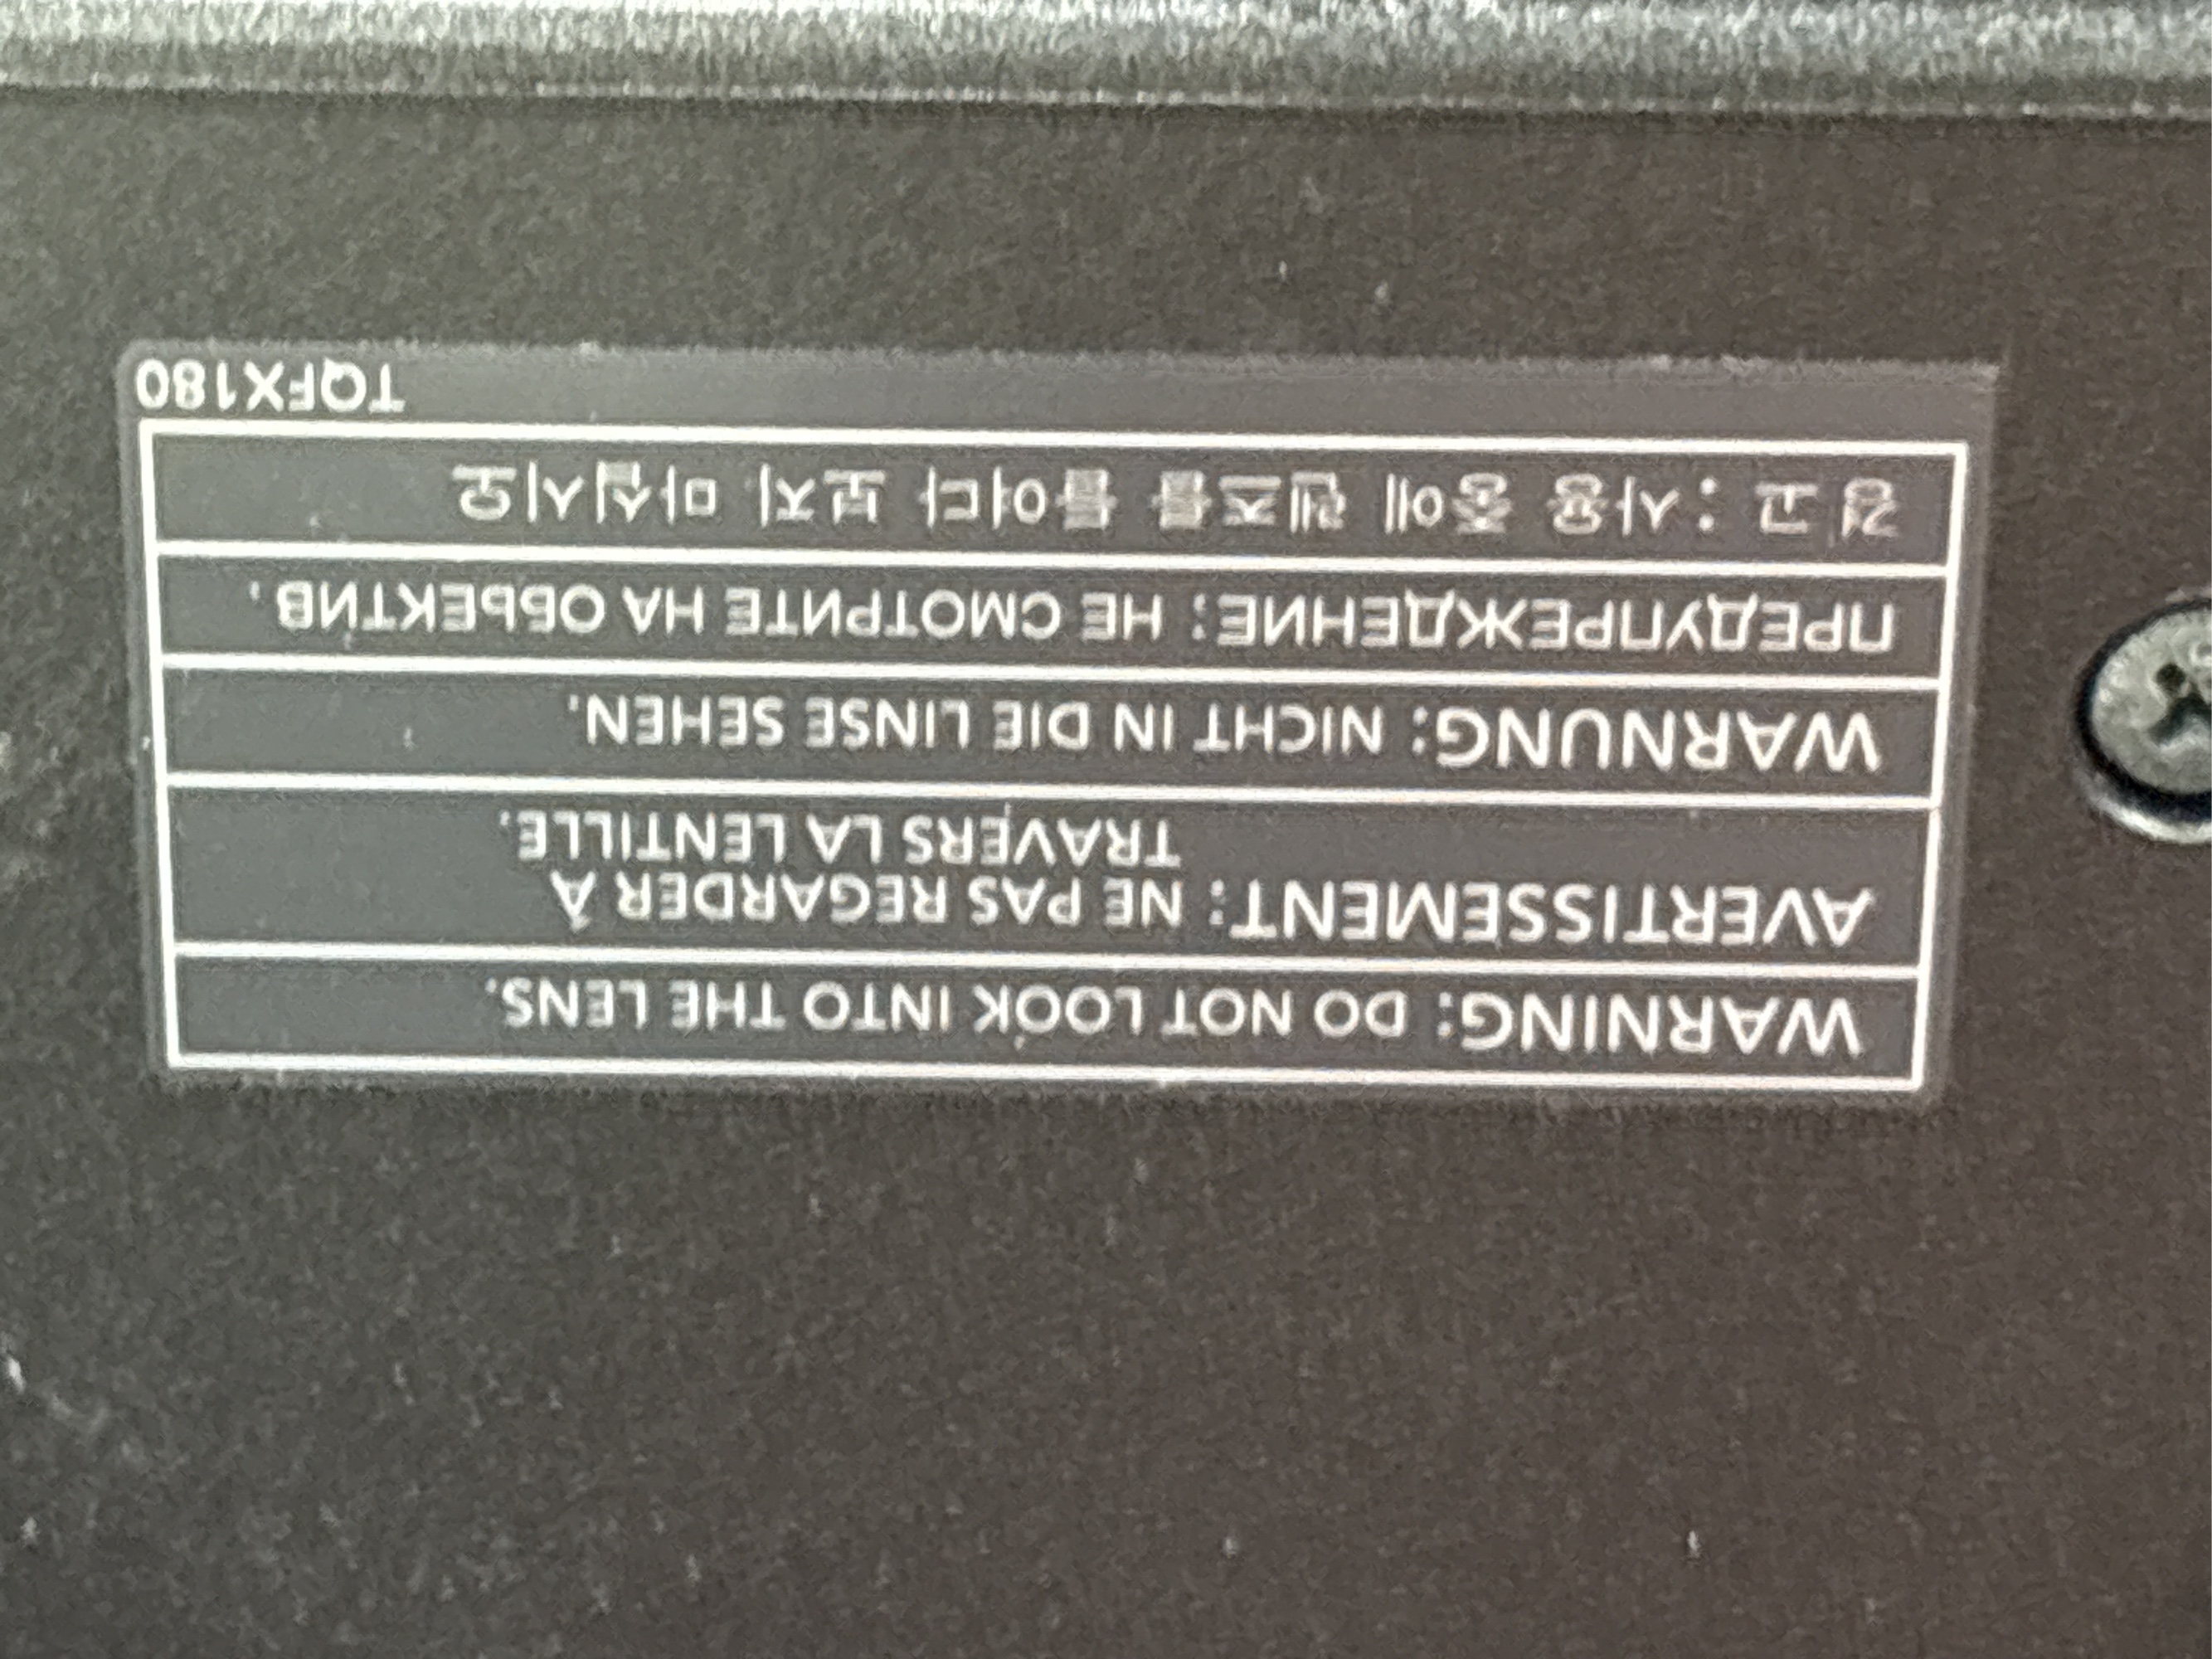 WARNING: DO NOT LOOK INTO THE LENS.
AVERTISSEMENT: NE PAS REGARDER À
TRAVERS LA LENTILLE.
WARNUNG: NICHT IN DIE LINSE SEHEN.
ПРЕДУПРЕЖДЕНИЕ: НЕ СМОТРИТЕ НА ОБЬЕКТИВ.
경 고 : 사용 중에 렌즈를 들여다 보지 마십시오
TQFX180